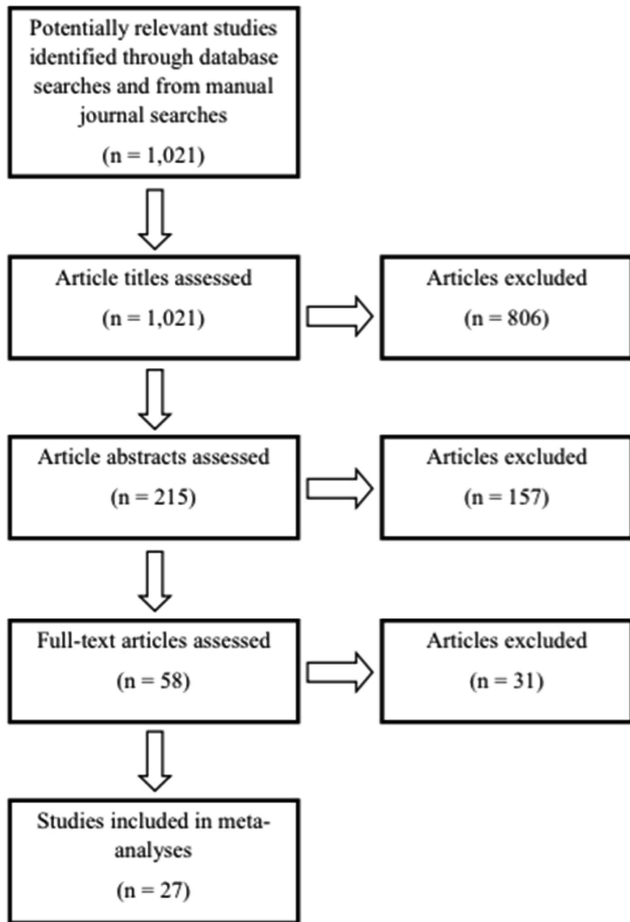 Potentially relevant studies
identified through database
searches and from manual
journal searches
(n = 1,021)
Article titles assessed
(n = 1,021)
Articles excluded
(n = 806)
Article abstracts assessed
(n = 215)
Articles excluded
(n = 157)
Full-text articles assessed
(n = 58)
Articles excluded
(n = 31)
Studies included in meta-
analyses
(n = 27)